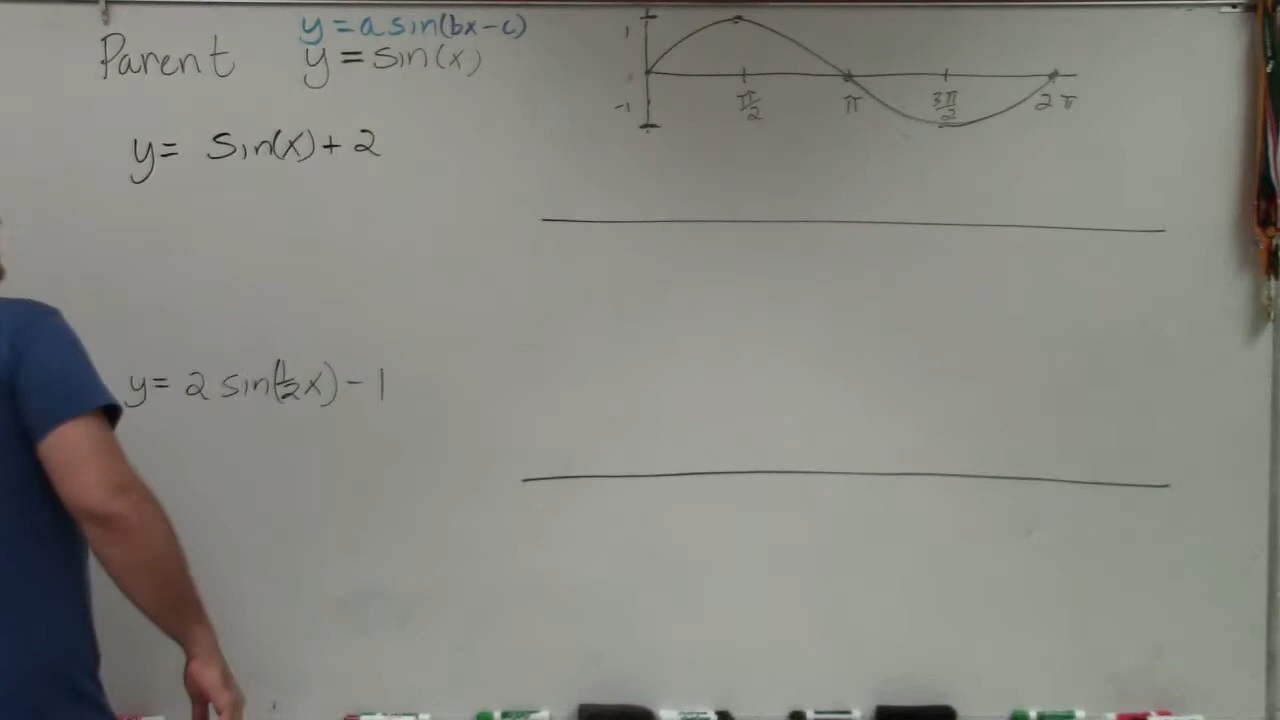 y = a sin(bx - c)
Parent y = sin(x)
1
-1
π/2 π 3π/2 2π
y = sin(x) + 2
y = 2 sin(1/2x) - 1